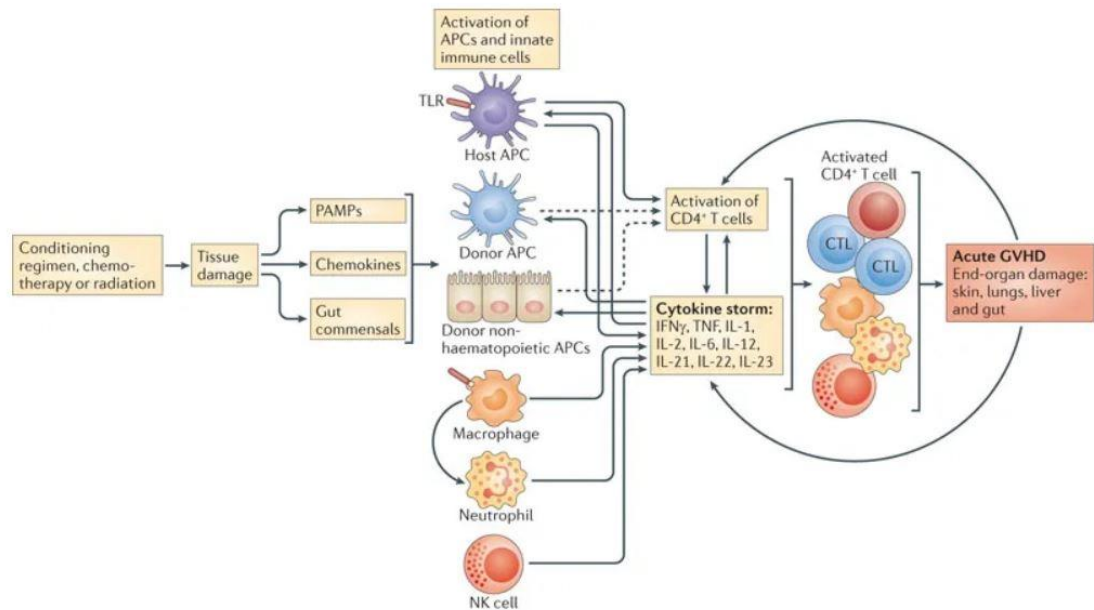 Activation of
APCs and innate
immune cells
TLR
Host APC
Donor APC
Donor non-
haematopoietic APCs
Macrophage
Neutrophil
NK cell
Conditioning
regimen, chemo-
therapy or radiation
Tissue
damage
PAMPs
Chemokines
Gut
commensals
Activation of
CD4⁺ T cells
Cytokine storm:
IFNγ, TNF, IL-1,
IL-2, IL-6, IL-12,
IL-21, IL-22, IL-23
Activated
CD4⁺ T cell
CTL
CTL
Acute GVHD
End-organ damage:
skin, lungs, liver
and gut